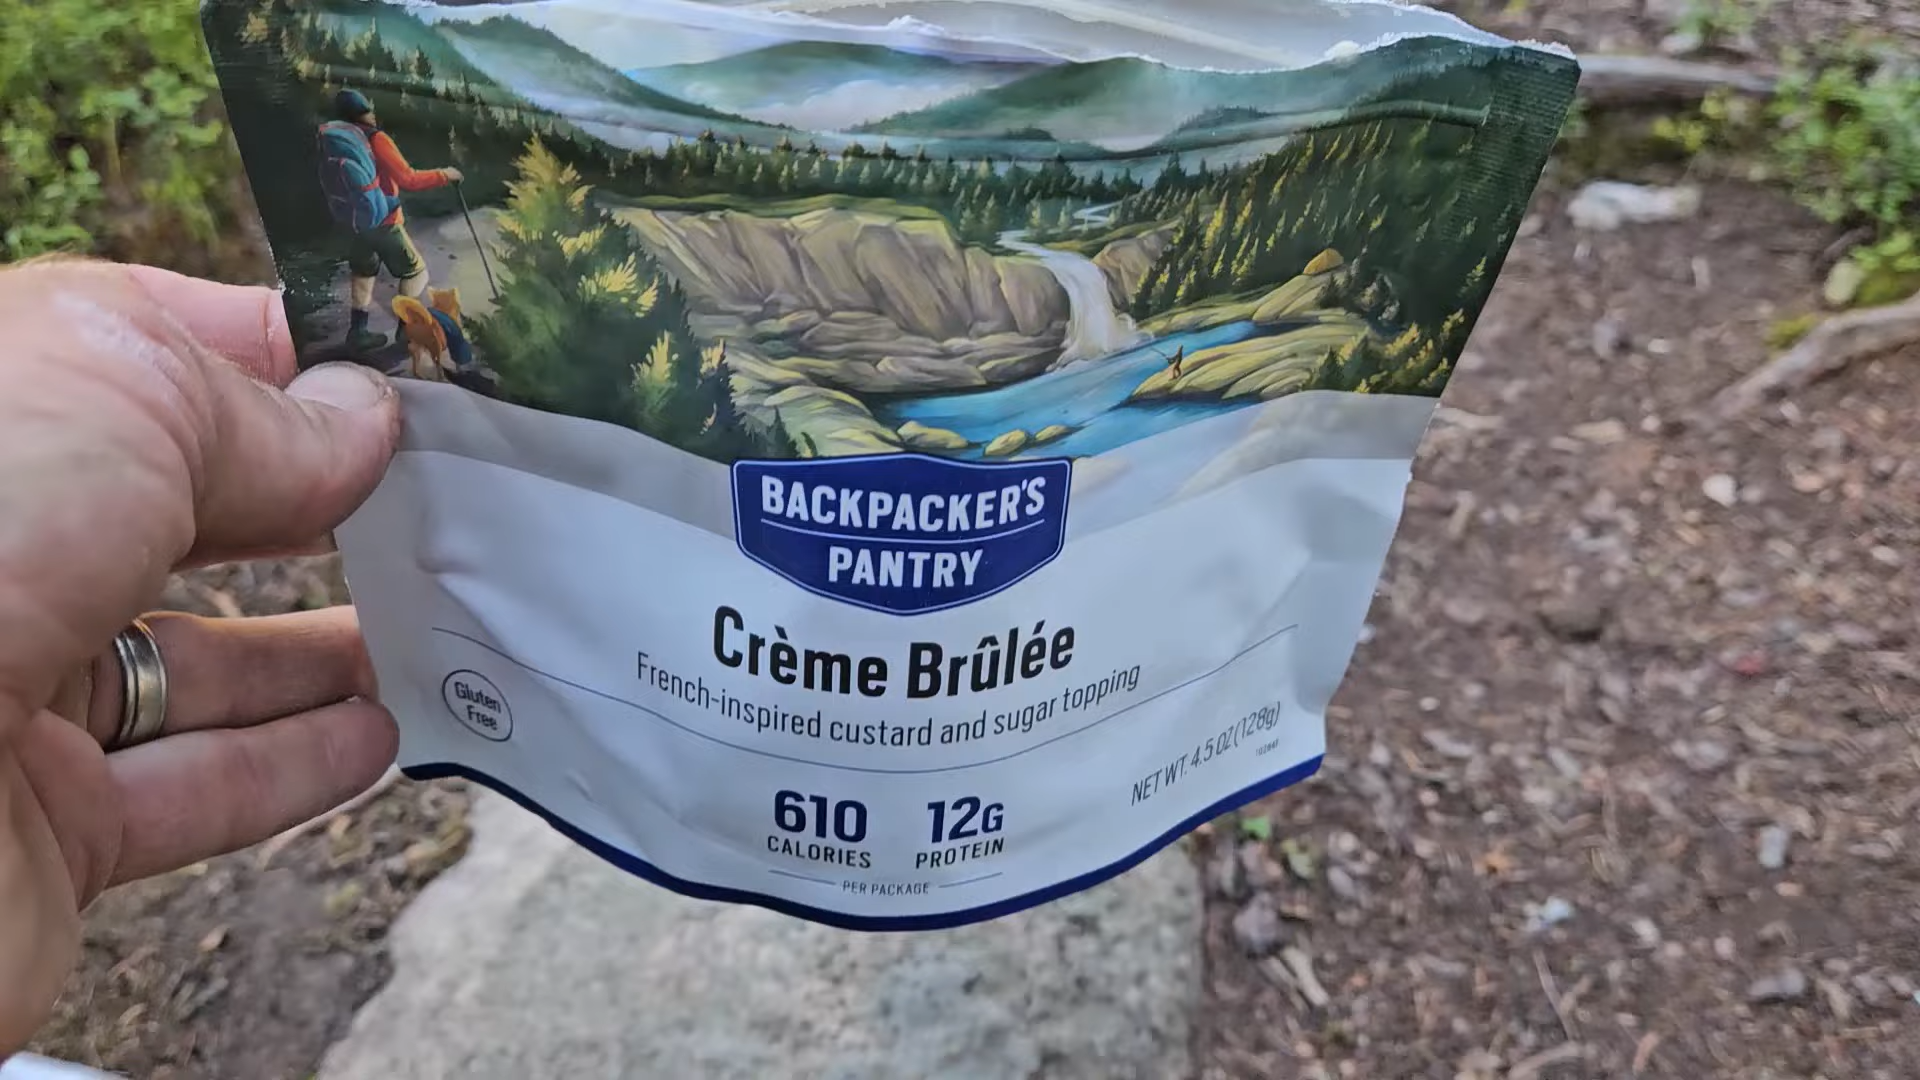 BACKPACKER'S
PANTRY
Crème Brûlée
French-inspired custard and sugar topping
Gluten
Free
NET WT. 4.5 OZ (128g)
610
CALORIES
12G
PROTEIN
PER PACKAGE